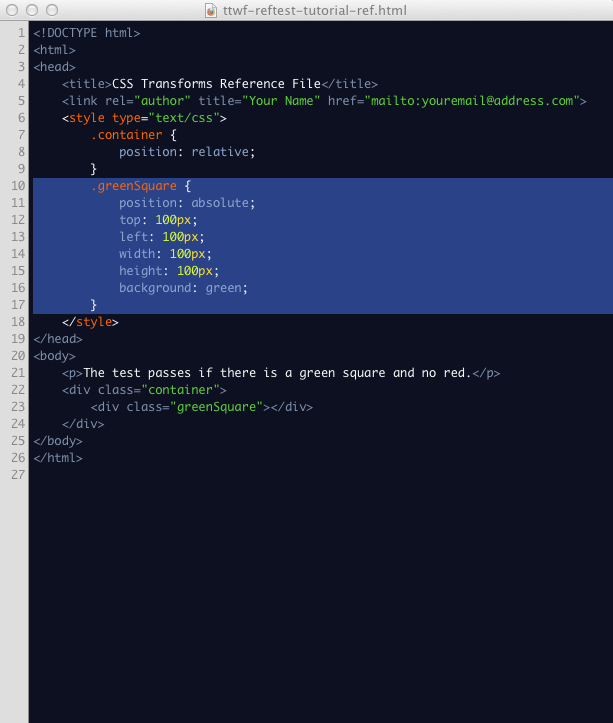 ttwf-reftest-tutorial-ref.html
1 <!DOCTYPE html>
2 <html>
3 <head>
4     <title>CSS Transforms Reference File</title>
5     <link rel="author" title="Your Name" href="mailto:youremail@address.com">
6     <style type="text/css">
7         .container {
8             position: relative;
9         }
10         .greenSquare {
11             position: absolute;
12             top: 100px;
13             left: 100px;
14             width: 100px;
15             height: 100px;
16             background: green;
17         }
18     </style>
19 </head>
20 <body>
21     <p>The test passes if there is a green square and no red.</p>
22     <div class="container">
23         <div class="greenSquare"></div>
24     </div>
25 </body>
26 </html>
27